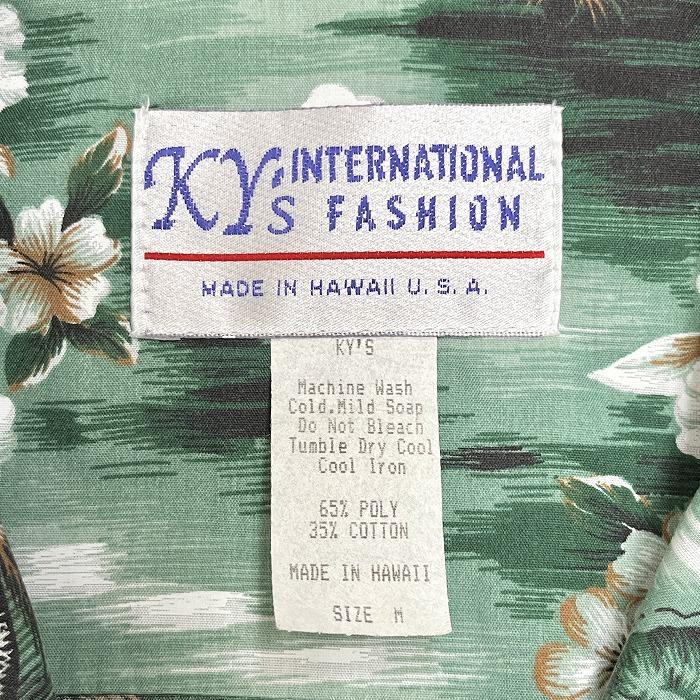 KY's INTERNATIONAL
FASHION
MADE IN HAWAII U.S.A.
KY'S
Machine Wash
Cold.Mild Soap
Do Not Bleach
Tumble Dry Cool
Cool Iron
65% POLY
35% COTTON
MADE IN HAWAII
SIZE M